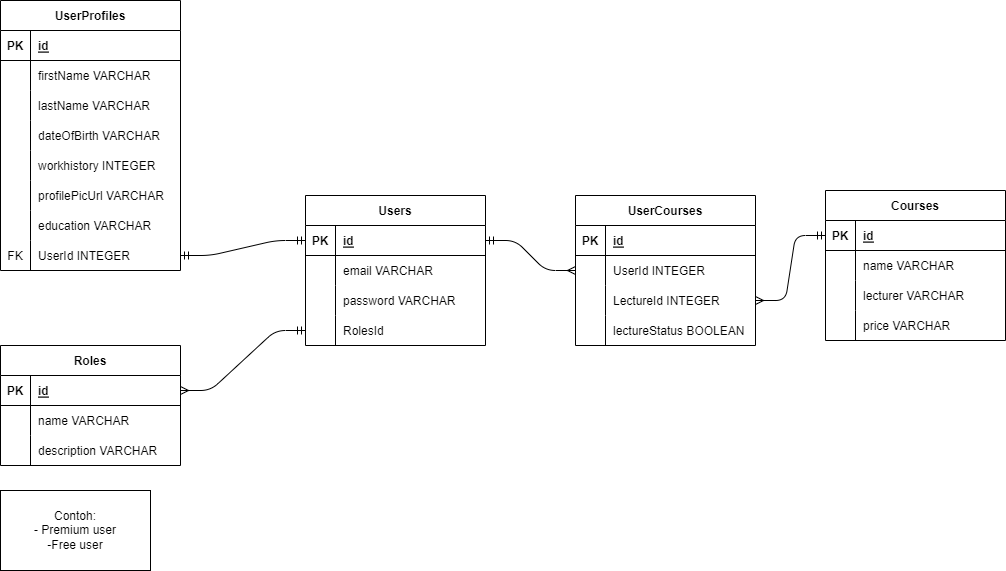 UserProfiles
PK id
firstName VARCHAR
lastName VARCHAR
dateOfBirth VARCHAR
workhistory INTEGER
profilePicUrl VARCHAR
education VARCHAR
FK UserId INTEGER
Users
PK id
email VARCHAR
password VARCHAR
RolesId
UserCourses
PK id
UserId INTEGER
LectureId INTEGER
lectureStatus BOOLEAN
Courses
PK id
name VARCHAR
lecturer VARCHAR
price VARCHAR
Roles
PK id
name VARCHAR
description VARCHAR
Contoh:
- Premium user
-Free user